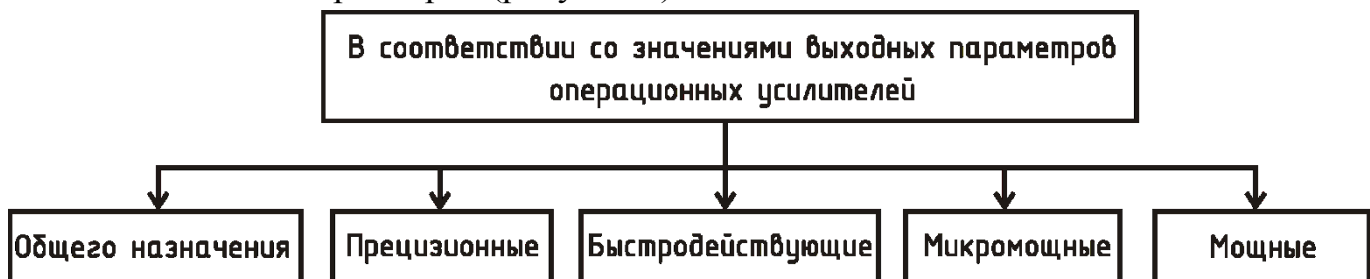 В соответствии со значениями выходных параметров
операционных усилителей
Общего назначения
Прецизионные
Быстродействующие
Микромощные
Мощные